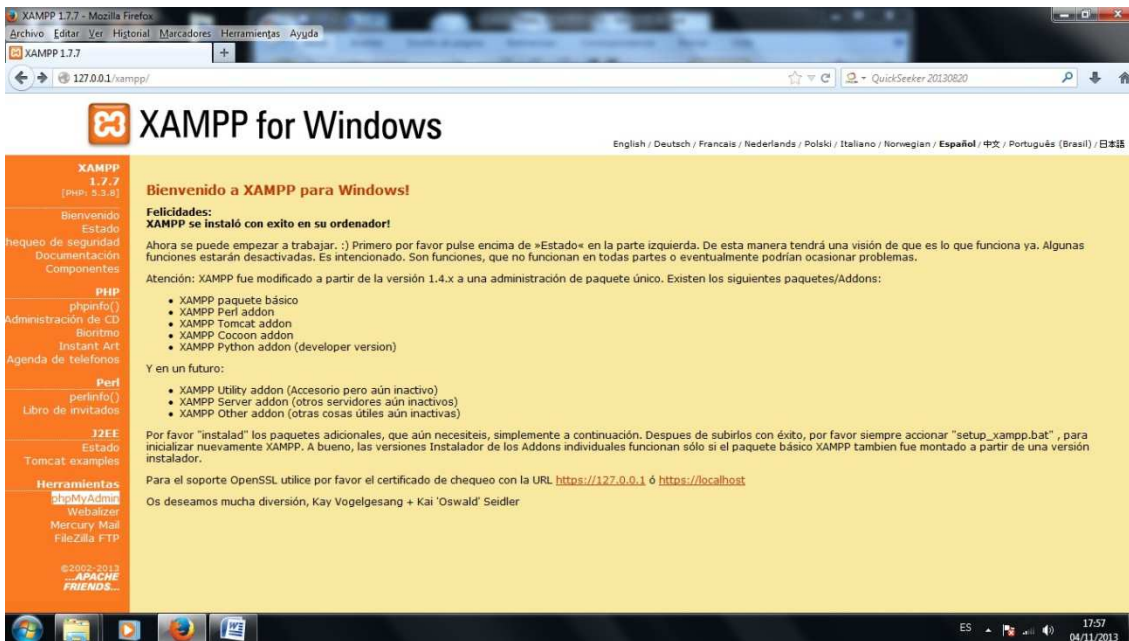 XAMPP 1.7.7 - Mozilla Firefox
Archivo Editar Ver Historial Marcadores Herramientas Ayuda
XAMPP 1.7.7
127.0.0.1/xampp/
QuickSeeker 20130820
XAMPP for Windows
English / Deutsch / Francais / Nederlands / Polski / Italiano / Norwegian / Español / 中文 / Português (Brasil) / 日本語
XAMPP
1.7.7
[PHP: 5.3.8]
Bienvenido
Estado
hequeo de seguridad
Documentación
Componentes
PHP
phpinfo()
Administración de CD
Bioritmo
Instant Art
Agenda de telefonos
Perl
perlinfo()
Libro de invitados
J2EE
Estado
Tomcat examples
Herramientas
phpMyAdmin
Webalizer
Mercury Mail
FileZilla FTP
©2002-2013
...APACHE
FRIENDS...
Bienvenido a XAMPP para Windows!
Felicidades:
XAMPP se instaló con exito en su ordenador!
Ahora se puede empezar a trabajar. :) Primero por favor pulse encima de »Estado« en la parte izquierda. De esta manera tendrá una visión de que es lo que funciona ya. Algunas
funciones estarán desactivadas. Es intencionado. Son funciones, que no funcionan en todas partes o eventualmente podrían ocasionar problemas.
Atención: XAMPP fue modificado a partir de la versión 1.4.x a una administración de paquete único. Existen los siguientes paquetes/Addons:
• XAMPP paquete básico
• XAMPP Perl addon
• XAMPP Tomcat addon
• XAMPP Cocoon addon
• XAMPP Python addon (developer version)
Y en un futuro:
• XAMPP Utility addon (Accesorio pero aún inactivo)
• XAMPP Server addon (otros servidores aún inactivos)
• XAMPP Other addon (otras cosas útiles aún inactivas)
Por favor "instalad" los paquetes adicionales, que aún necesiteis, simplemente a continuación. Despues de subirlos con éxito, por favor siempre accionar "setup_xampp.bat" , para
inicializar nuevamente XAMPP. A bueno, las versiones Instalador de los Addons individuales funcionan sólo si el paquete básico XAMPP tambien fue montado a partir de una versión
instalador.
Para el soporte OpenSSL utilice por favor el certificado de chequeo con la URL https://127.0.0.1 ó https://localhost
Os deseamos mucha diversión, Kay Vogelgesang + Kai 'Oswald' Seidler
ES
17:57
04/11/2013